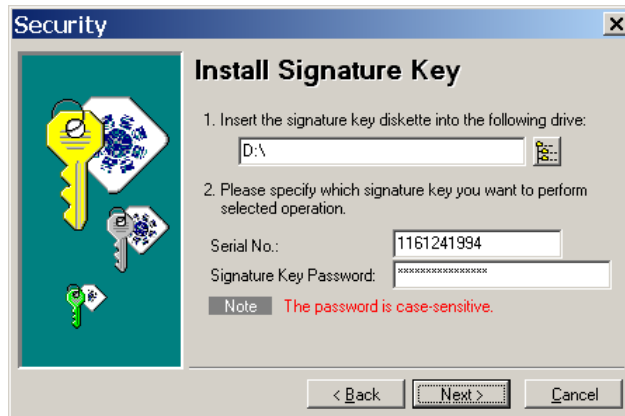 Security
Install Signature Key
1. Insert the signature key diskette into the following drive:
D:\
2. Please specify which signature key you want to perform
selected operation.
Serial No.: 1161241994
Signature Key Password: ****************
Note The password is case-sensitive.
< Back Next > Cancel